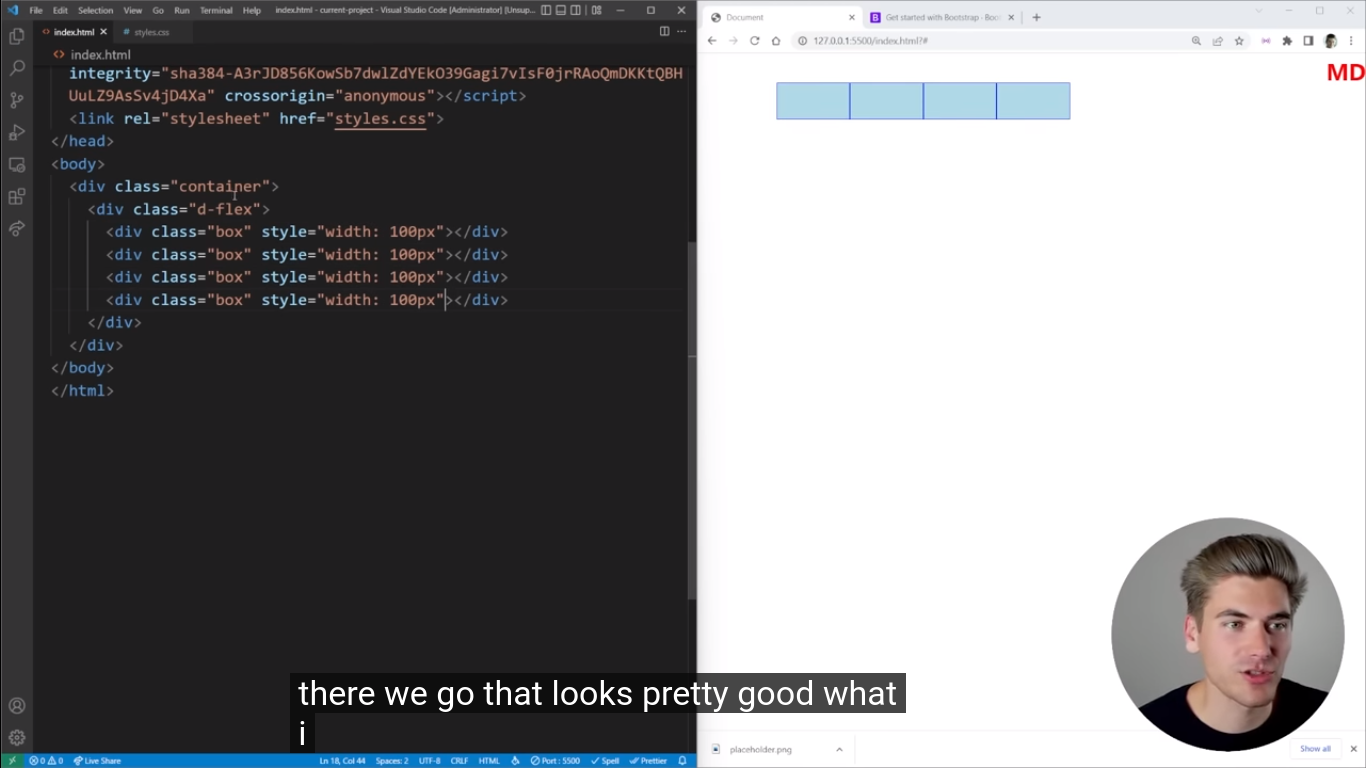 File Edit Selection View Go Run Terminal Help index.html - current-project - Visual Studio Code [Administrator] [Unsup...
index.html styles.css
index.html
integrity="sha384-A3rJD856KowSb7dwlZdYEkO39Gagi7vIsF0jrRAoQmDKKtQBH
UuLZ9AsSv4jD4Xa" crossorigin="anonymous"></script>
<link rel="stylesheet" href="styles.css">
</head>
<body>
<div class="container">
<div class="d-flex">
<div class="box" style="width: 100px"></div>
<div class="box" style="width: 100px"></div>
<div class="box" style="width: 100px"></div>
<div class="box" style="width: 100px"></div>
</div>
</div>
</body>
</html>
0 0 Live Share Ln 18, Col 44 Spaces: 2 UTF-8 CRLF HTML Port : 5500 Spell Prettier
Document Get started with Bootstrap · Boo
127.0.0.1:5500/index.html?#
MD
placeholder.png Show all
there we go that looks pretty good what
i